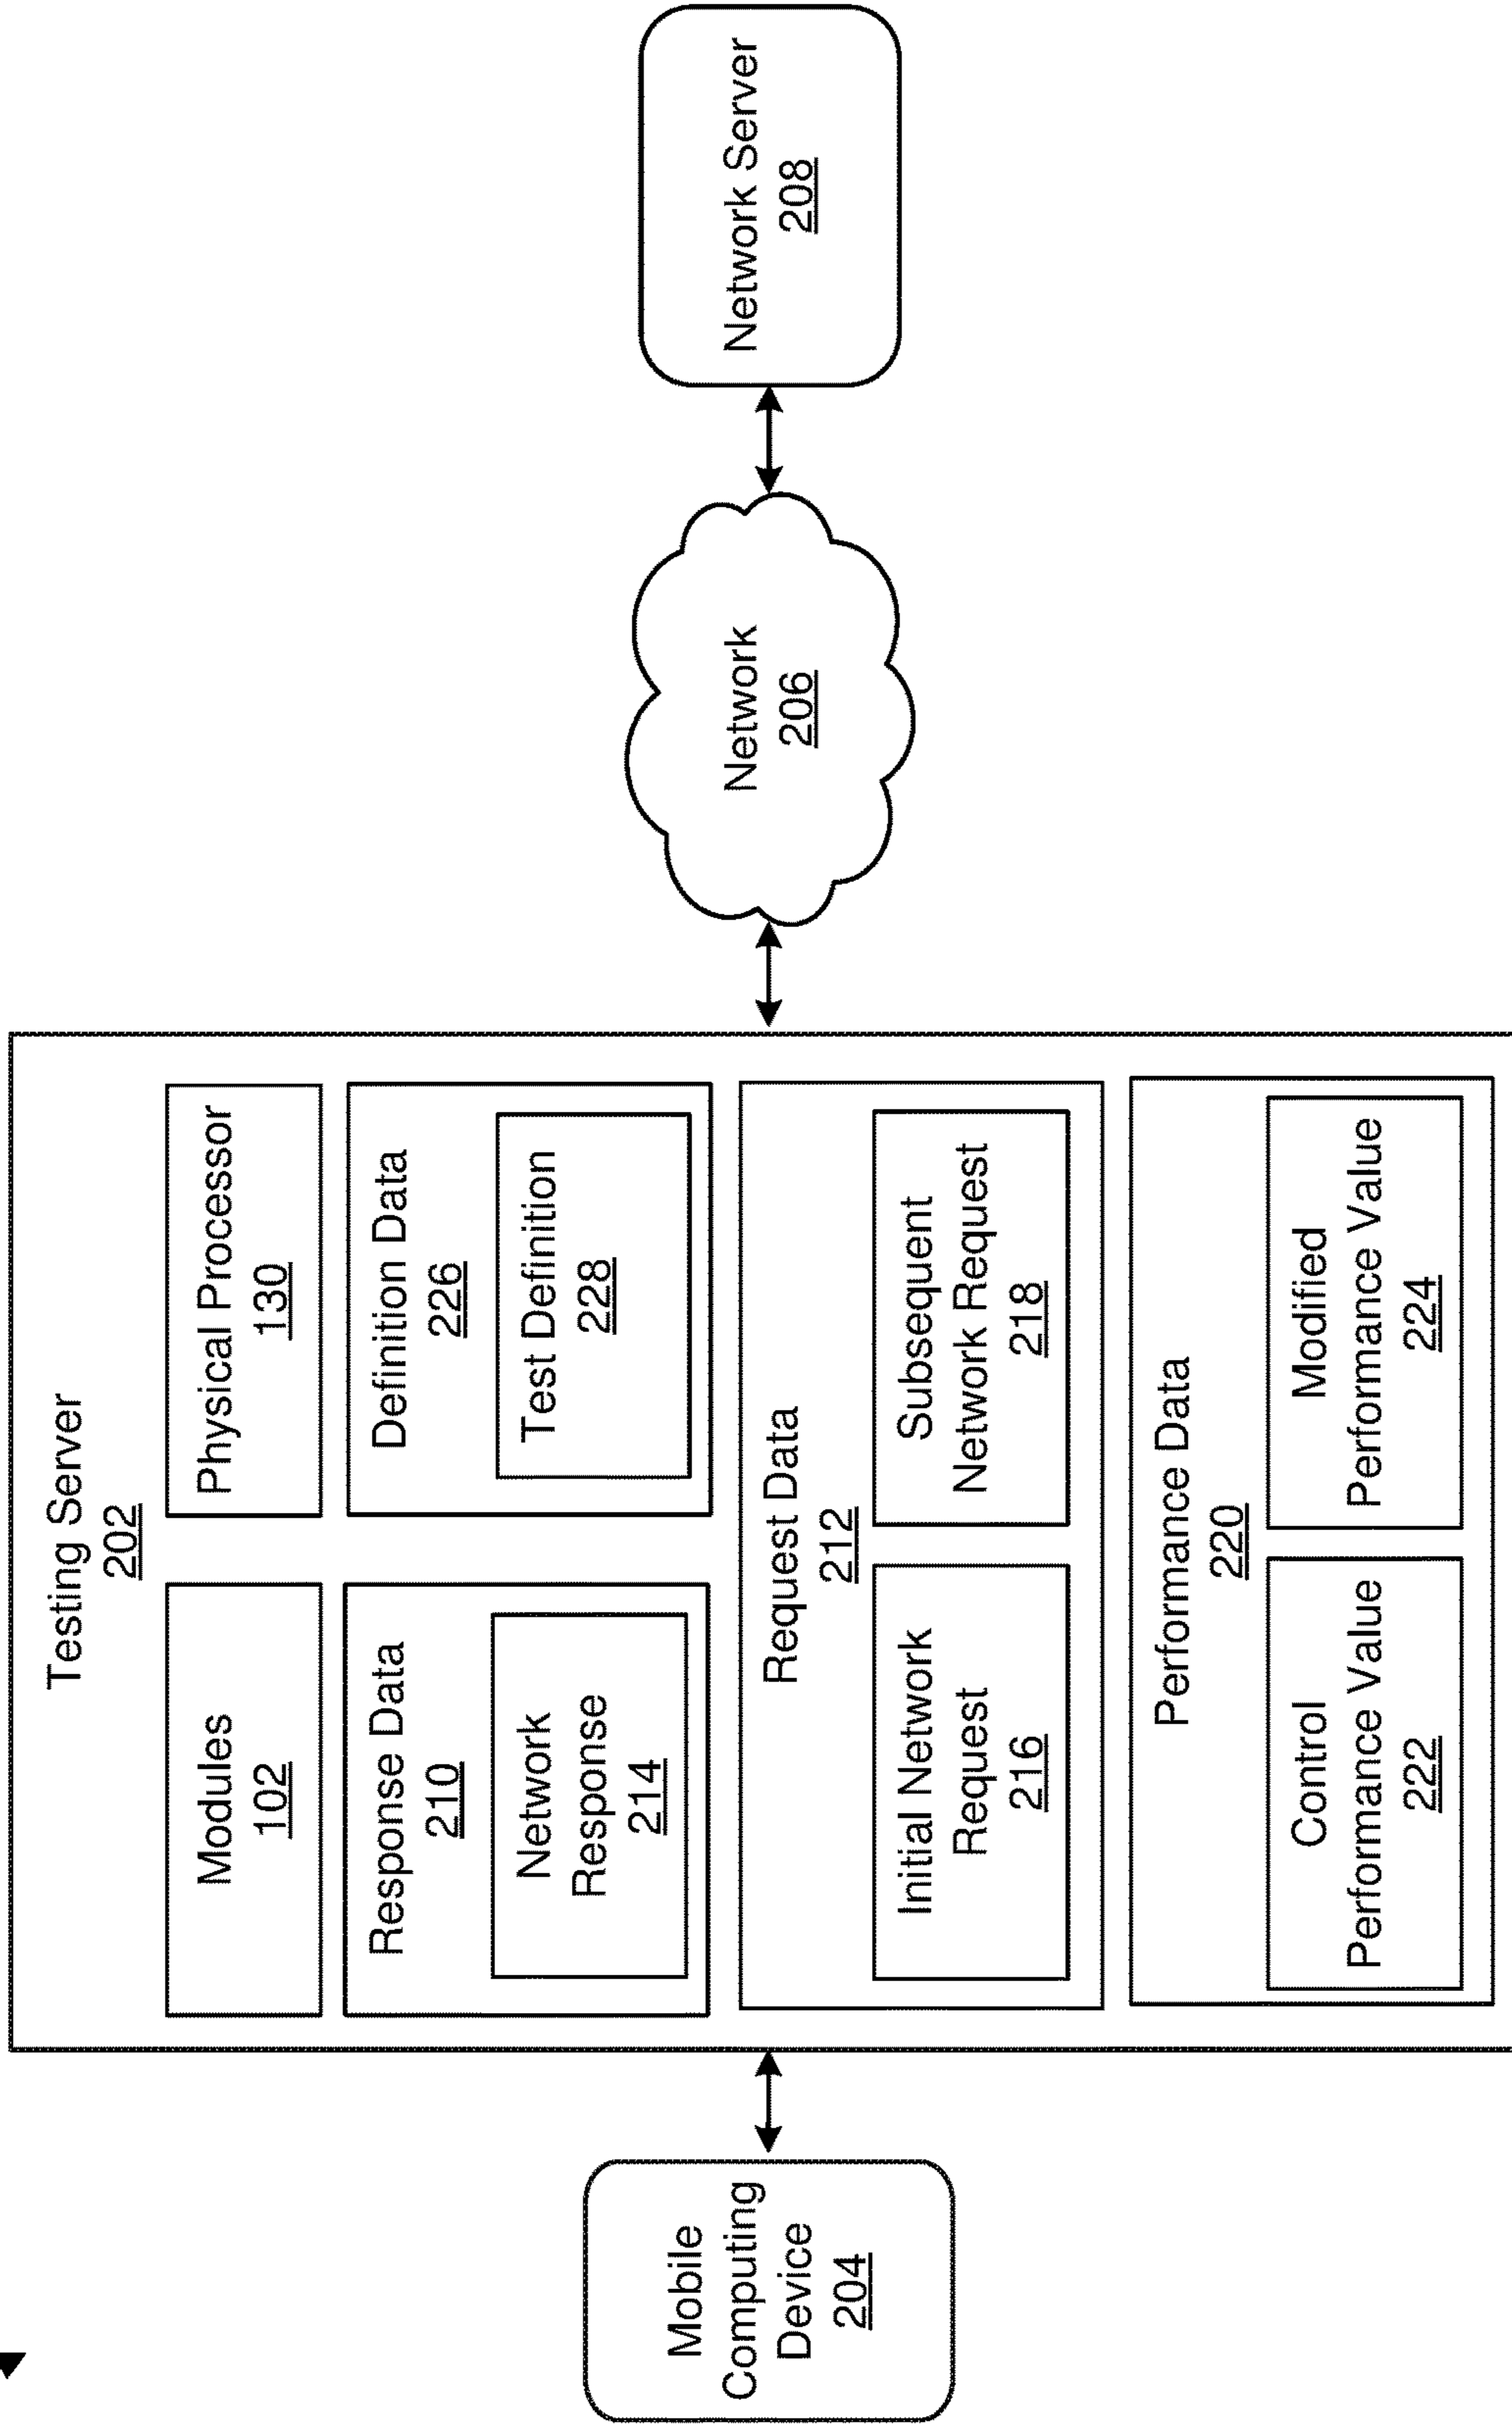 Testing Server
202
Modules
102
Physical Processor
130
Response Data
210
Network
Response
214
Definition Data
226
Test Definition
228
Request Data
212
Initial Network
Request
216
Subsequent
Network Request
218
Performance Data
220
Control
Performance Value
222
Modified
Performance Value
224
Mobile
Computing
Device
204
Network
206
Network Server
208